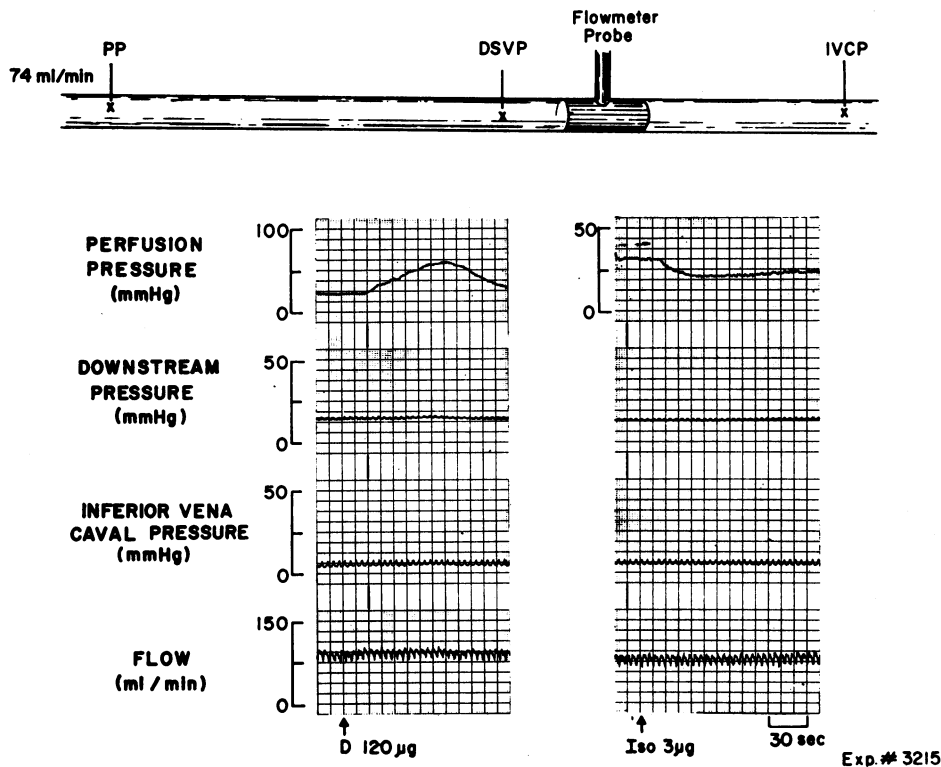 Flowmeter
Probe
PP
DSVP
IVCP
74 ml/min
PERFUSION
PRESSURE
(mmHg)
100
0
50
0
DOWNSTREAM
PRESSURE
(mmHg)
50
0
INFERIOR VENA
CAVAL PRESSURE
(mmHg)
50
0
FLOW
(ml/min)
150
0
D 120 µg
Iso 3µg
30 sec
Exp.# 3215